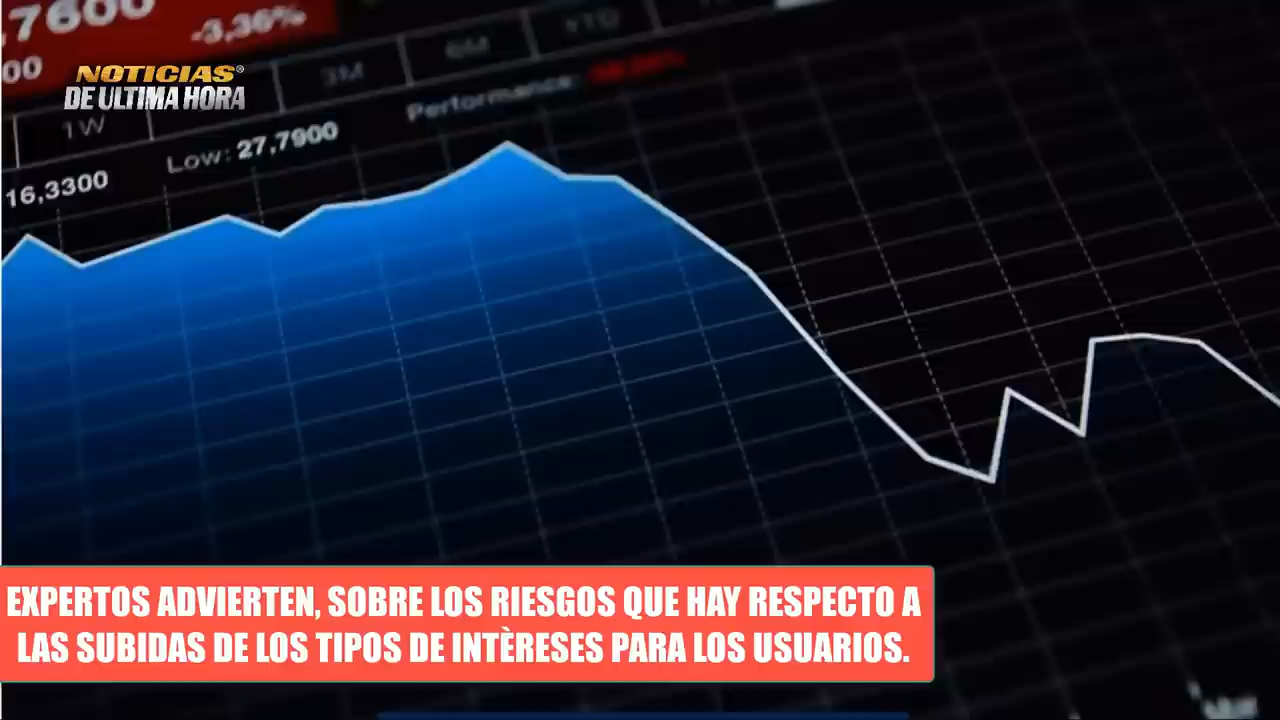 ,7600
-3,36%
00
NOTICIAS®
DE ULTIMA HORA
3M
6M
YTD
1W
Performance:
Low: 27,7900
16,3300
EXPERTOS ADVIERTEN, SOBRE LOS RIESGOS QUE HAY RESPECTO A
LAS SUBIDAS DE LOS TIPOS DE INTÈRESES PARA LOS USUARIOS.